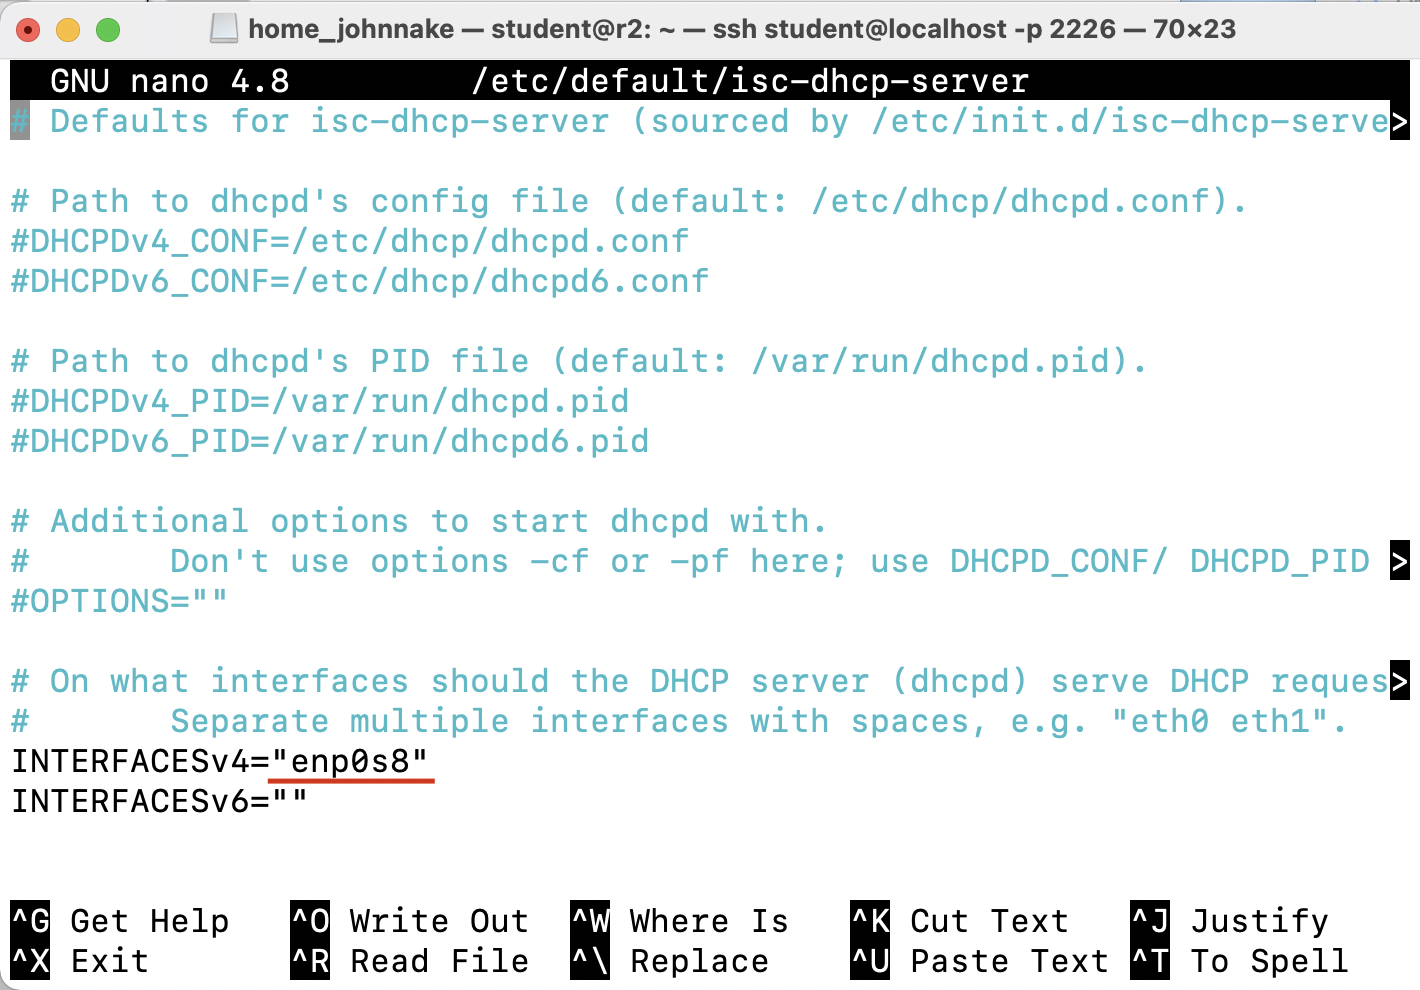 home_johnnake — student@r2: ~ — ssh student@localhost -p 2226 — 70×23
GNU nano 4.8 /etc/default/isc-dhcp-server
# Defaults for isc-dhcp-server (sourced by /etc/init.d/isc-dhcp-serve>
# Path to dhcpd's config file (default: /etc/dhcp/dhcpd.conf).
#DHCPDv4_CONF=/etc/dhcp/dhcpd.conf
#DHCPDv6_CONF=/etc/dhcp/dhcpd6.conf
# Path to dhcpd's PID file (default: /var/run/dhcpd.pid).
#DHCPDv4_PID=/var/run/dhcpd.pid
#DHCPDv6_PID=/var/run/dhcpd6.pid
# Additional options to start dhcpd with.
#       Don't use options -cf or -pf here; use DHCPD_CONF/ DHCPD_PID >
#OPTIONS=""
# On what interfaces should the DHCP server (dhcpd) serve DHCP reques>
#       Separate multiple interfaces with spaces, e.g. "eth0 eth1".
INTERFACESv4="enp0s8"
INTERFACESv6=""
^G Get Help ^O Write Out ^W Where Is ^K Cut Text ^J Justify
^X Exit ^R Read File ^\ Replace ^U Paste Text ^T To Spell